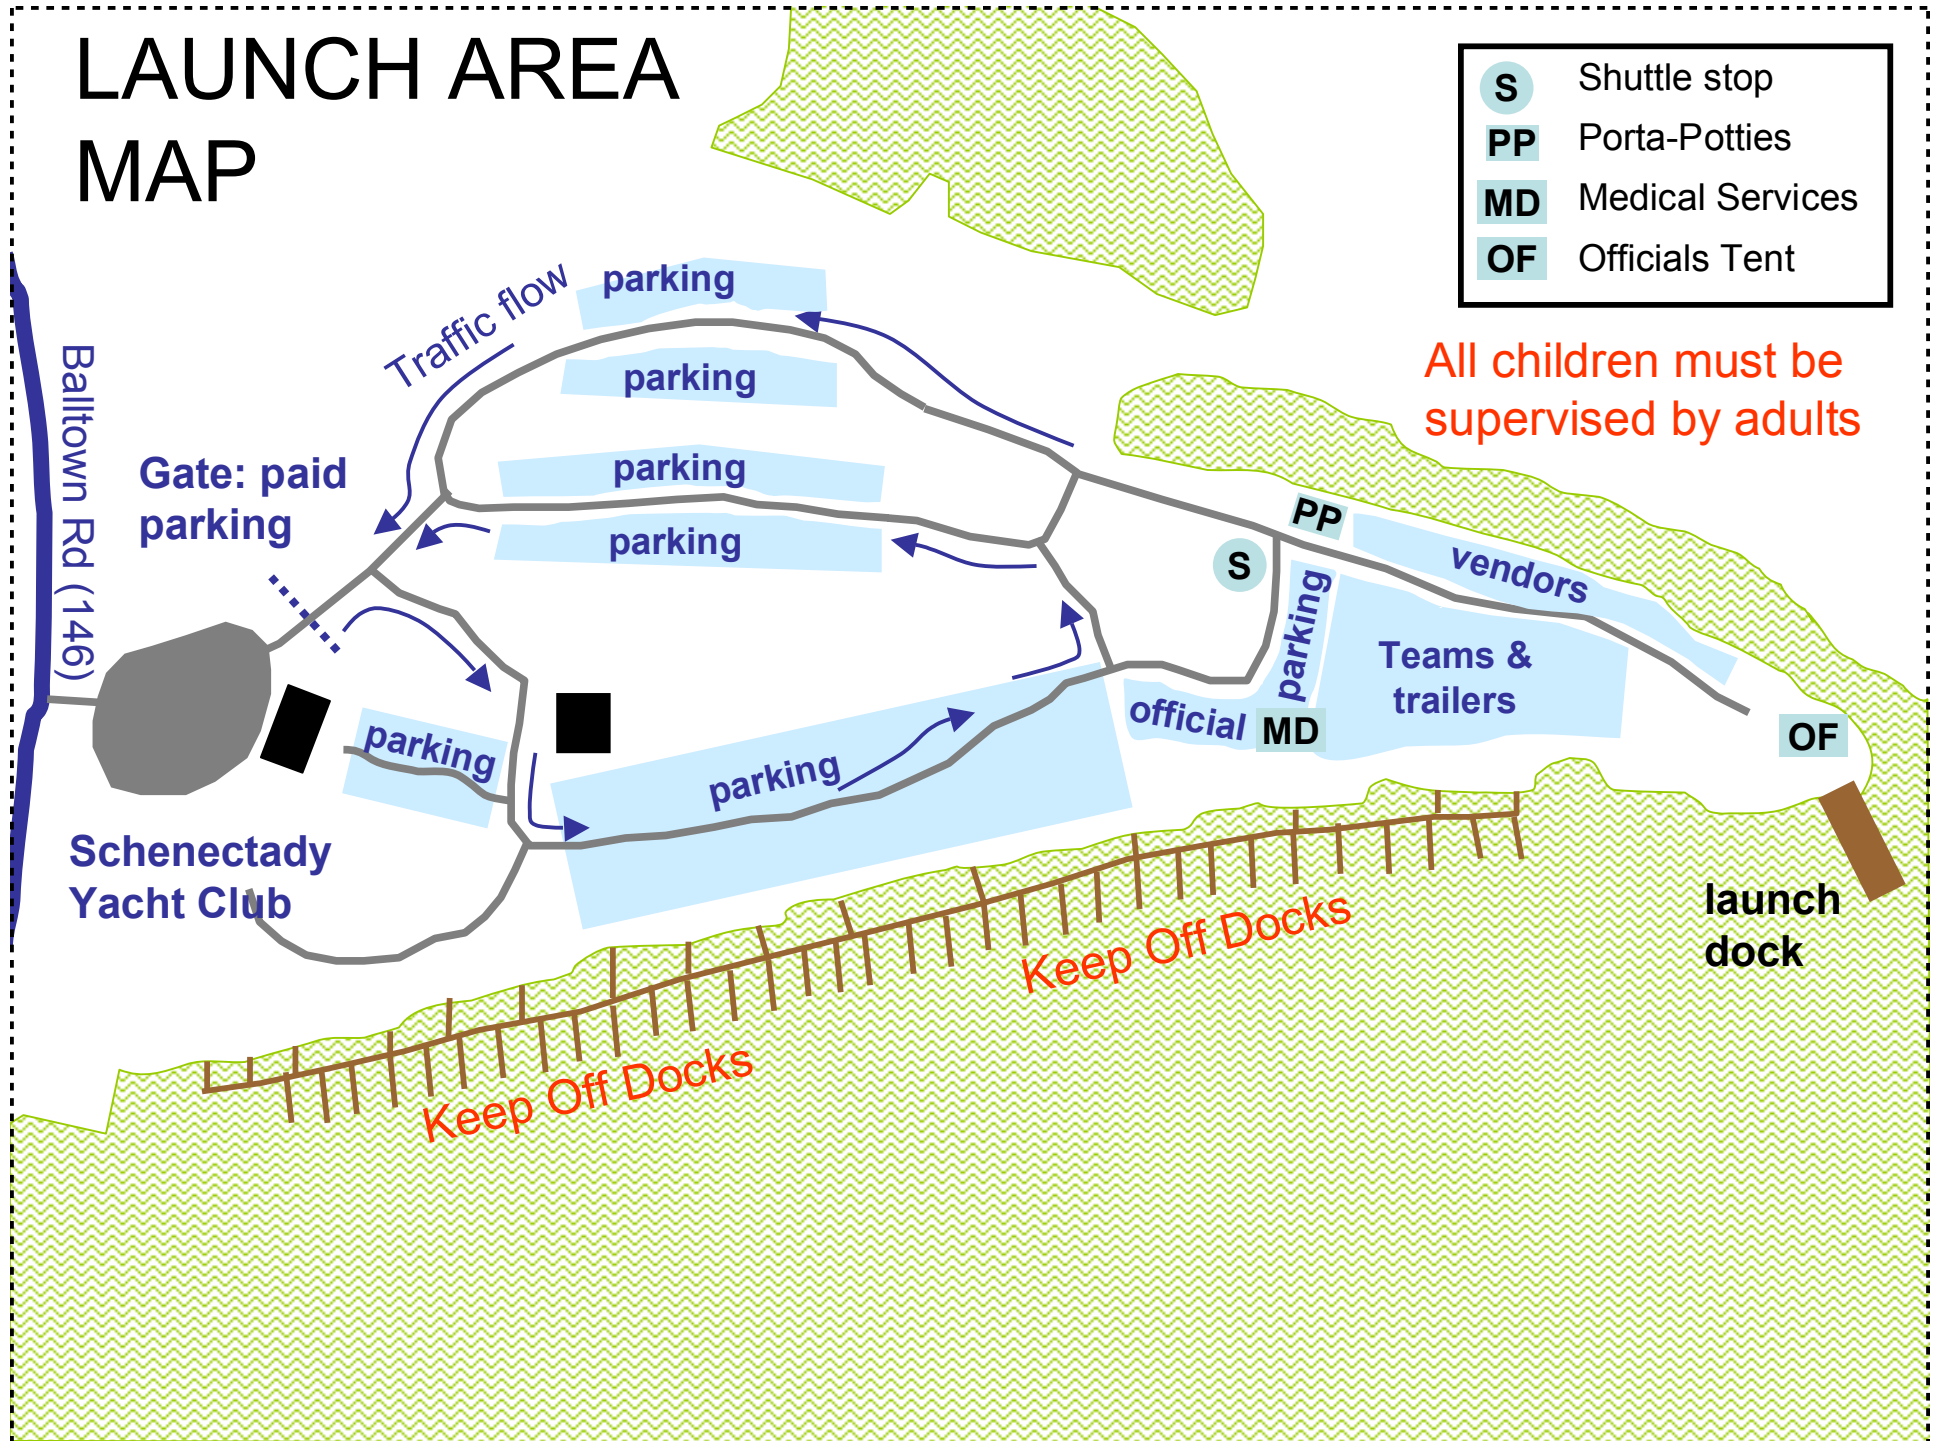 LAUNCH AREA
MAP
S Shuttle stop
PP Porta-Potties
MD Medical Services
OF Officials Tent
All children must be
supervised by adults
Traffic flow
parking
parking
parking
parking
Balltown Rd (146)
Gate: paid
parking
PP
S
vendors
parking
Teams &
trailers
official
MD
OF
parking
parking
Schenectady
Yacht Club
launch
dock
Keep Off Docks
Keep Off Docks